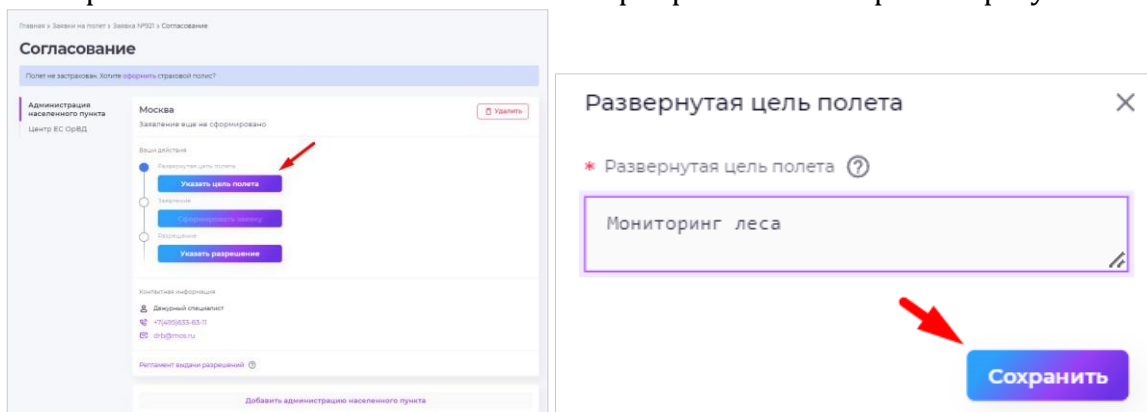 Главная > Заявки на полет > Заявка №921 > Согласование
Согласование
Полет не застрахован. Хотите оформить страховой полис?
Администрация
населенного пункта
Центр ЕС ОрВД
Москва
Заявление еще не сформировано
Удалить
Ваши действия
Развернутая цель полета
Указать цель полета
Заявление
Сформировать заявку
Разрешение
Указать разрешение
Контактная информация
Дежурный специалист
+7(495)633-63-11
drb@mos.ru
Регламент выдачи разрешений
Добавить администрацию населенного пункта
Развернутая цель полета
* Развернутая цель полета
Мониторинг леса
Сохранить